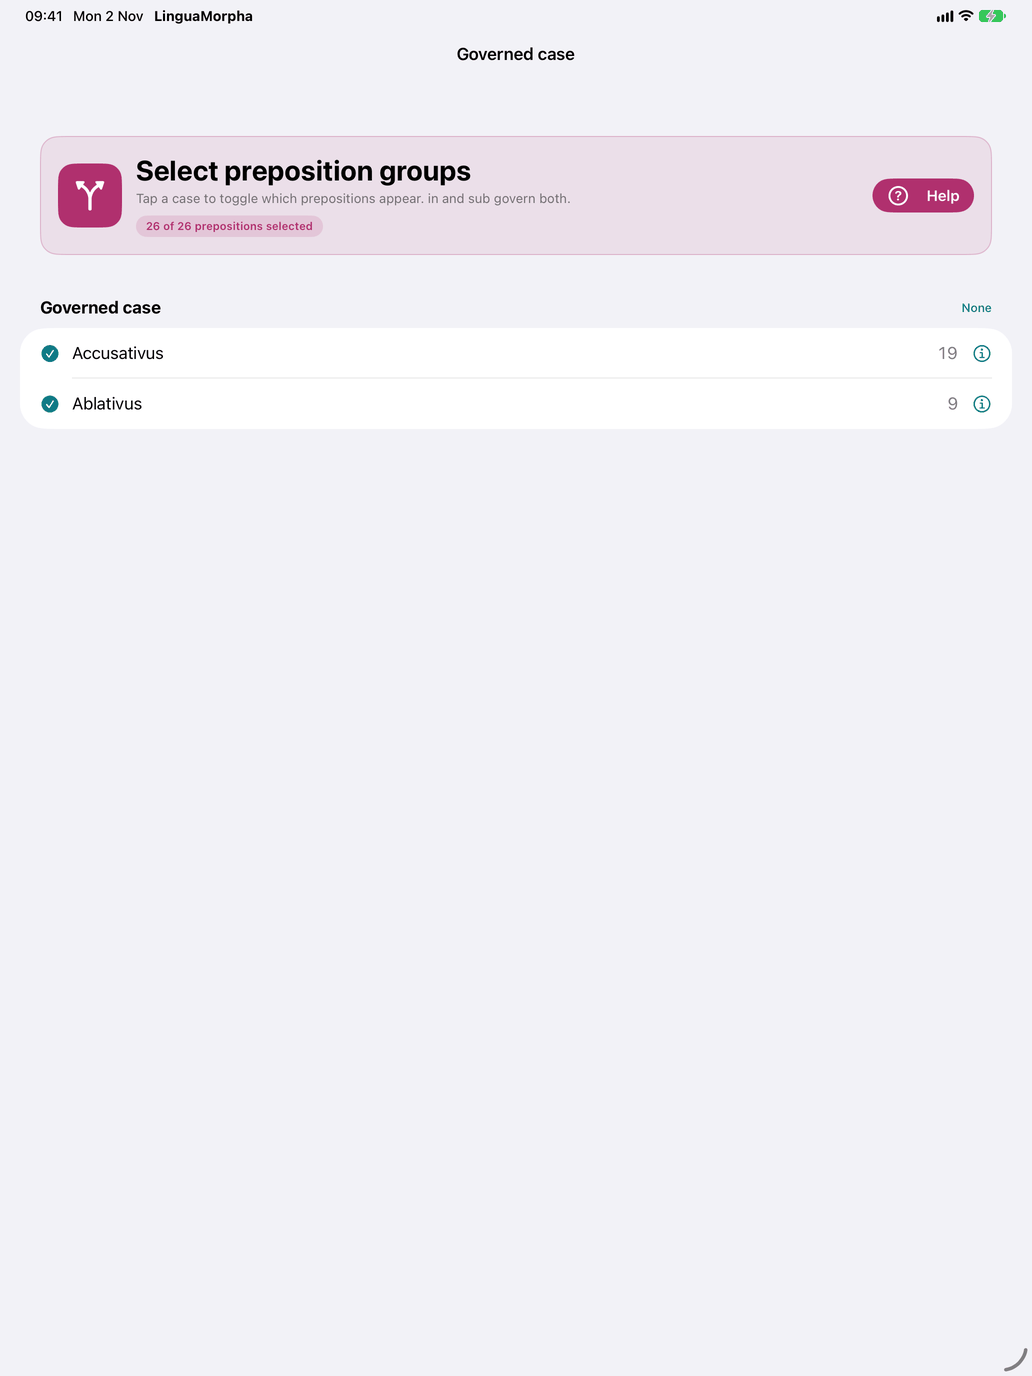 09:41 Mon 2 Nov LinguaMorpha
Governed case
Select preposition groups
Tap a case to toggle which prepositions appear. in and sub govern both.
26 of 26 prepositions selected
Help
Governed case
None
Accusativus 19
Ablativus 9